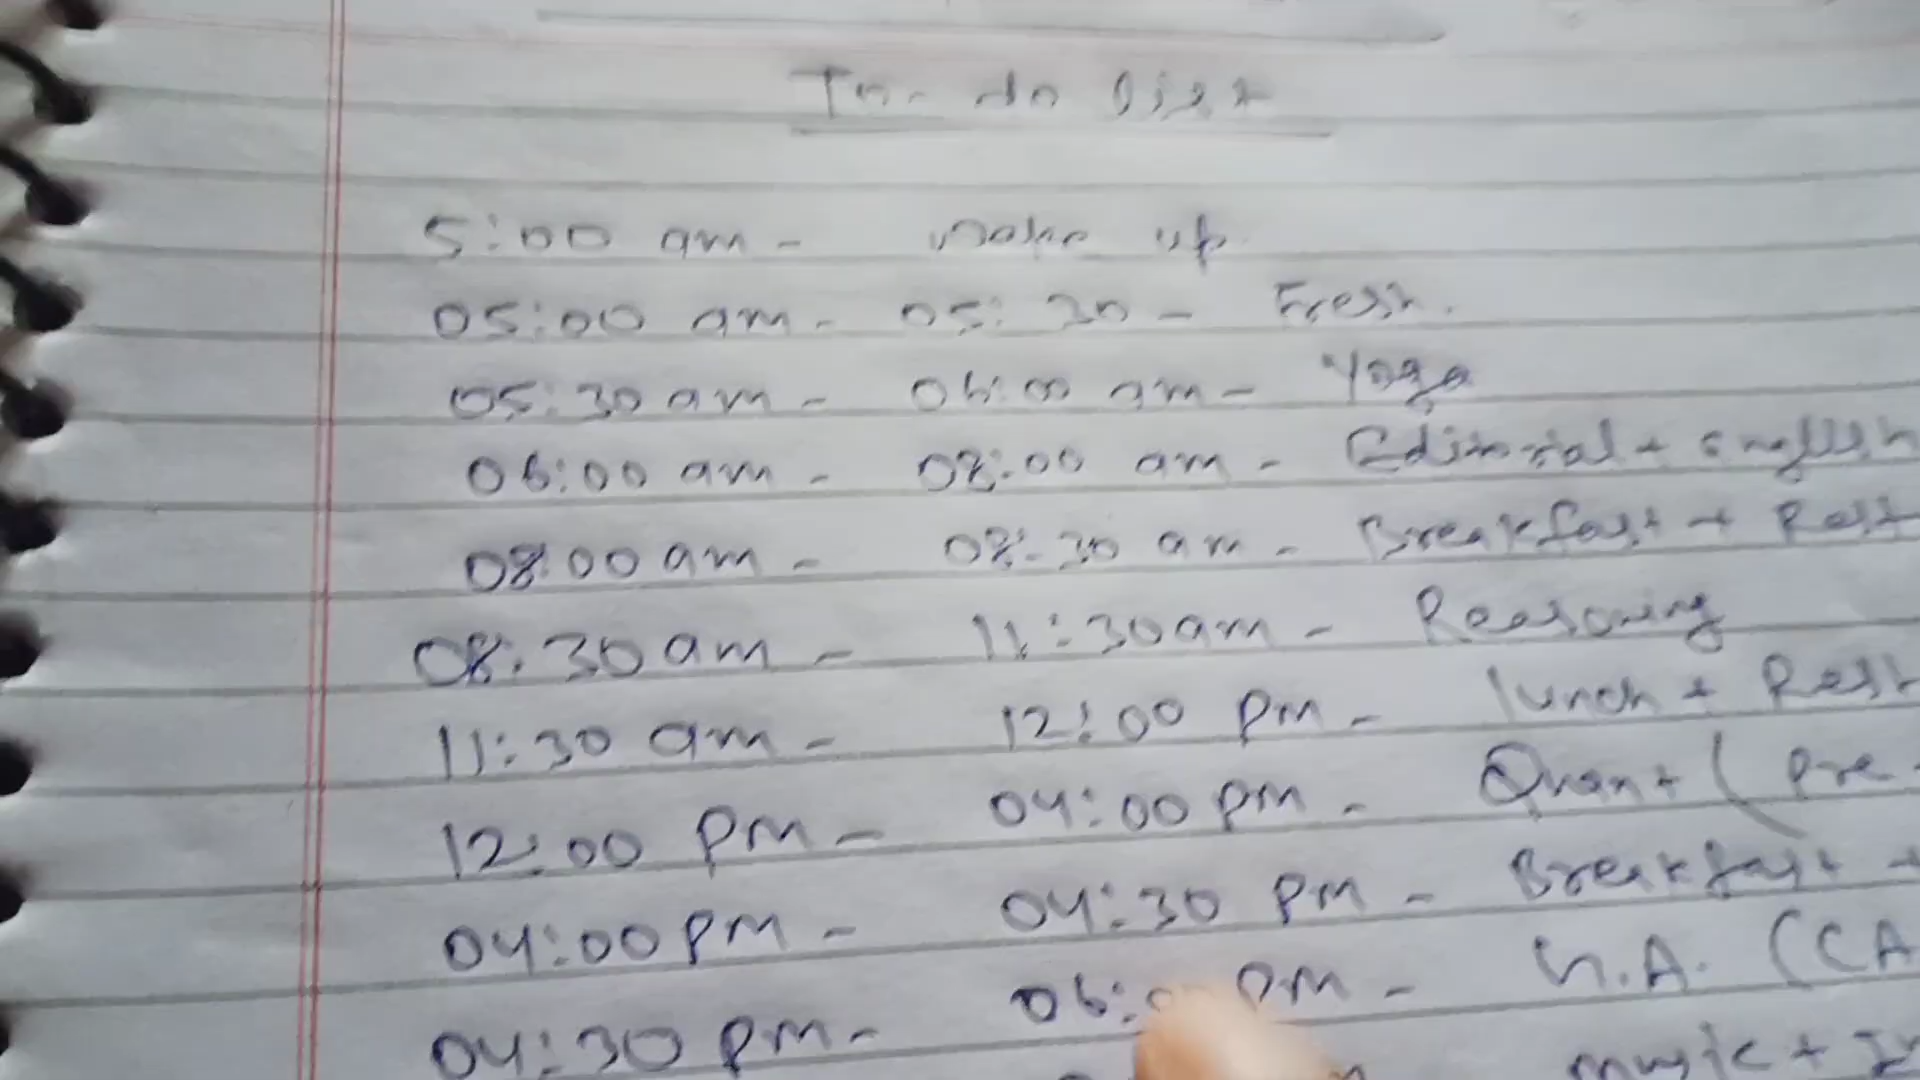 To-do list
5:00 am - wake up
05:00 am - 05:30 - Fresh.
05:30 am - 06:00 am - Yoga
06:00 am - 08:00 am - Editorial + English
08:00 am - 08:30 am - Breakfast + Rest
08:30 am - 11:30 am - Reasoning
11:30 am - 12:00 pm - lunch + Rest
12:00 pm - 04:00 pm - Quant ( pre -
04:00 pm - 04:30 pm - Breakfast +
04:30 pm - 06: pm - G.A. (CA
music +